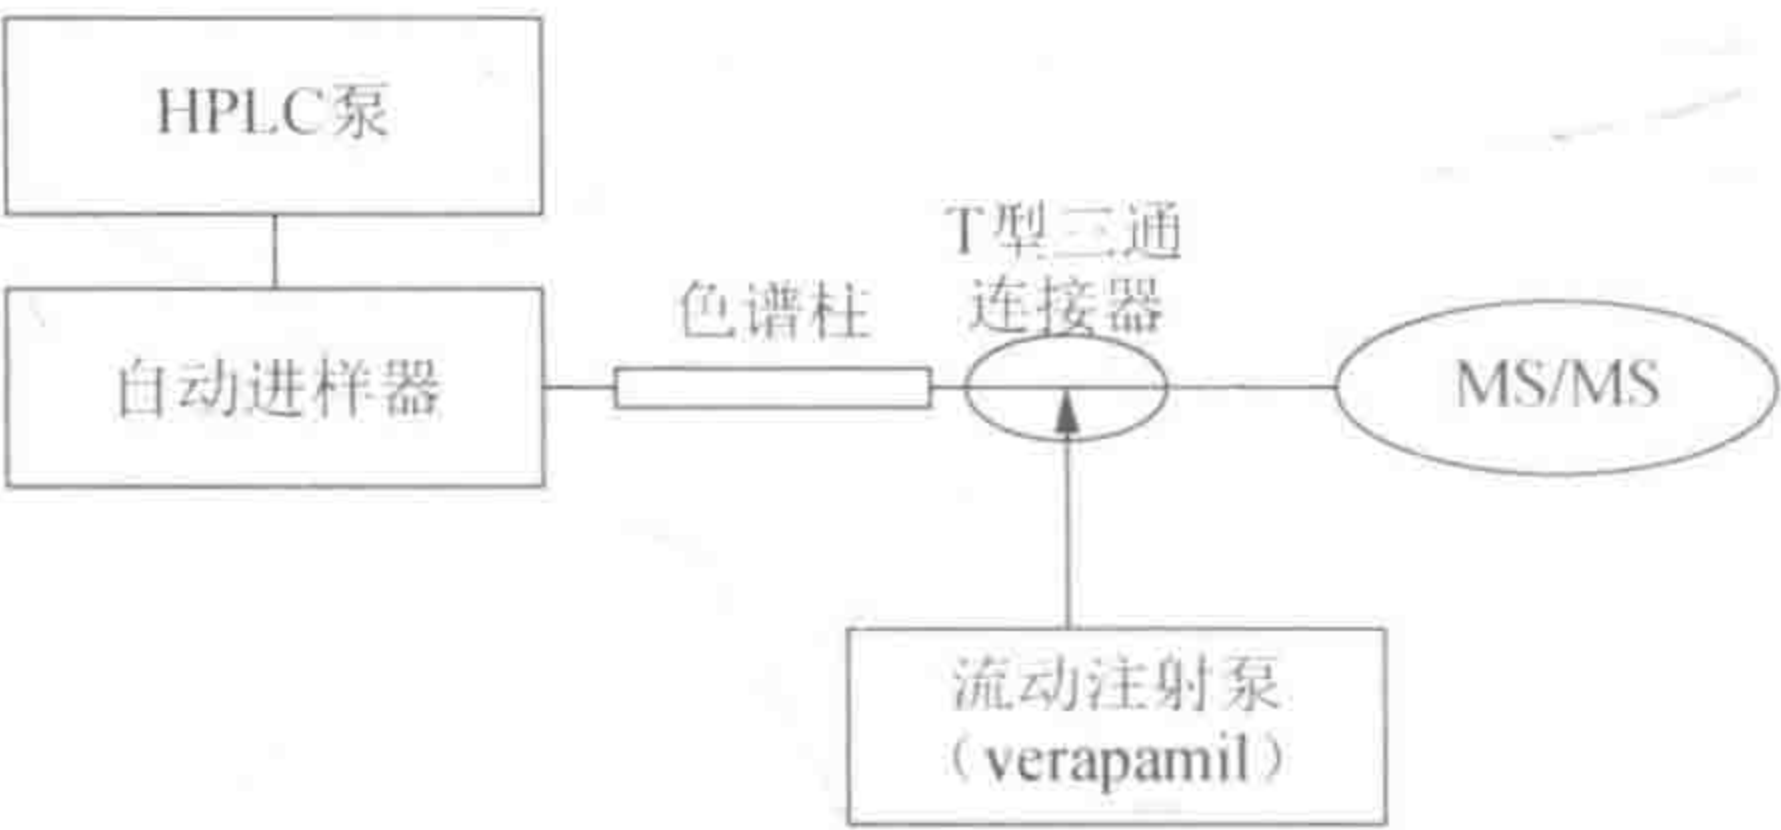 HPLC泵
T型三通
连接器
色谱柱
自动进样器
MS/MS
流动注射泵
(verapamil)